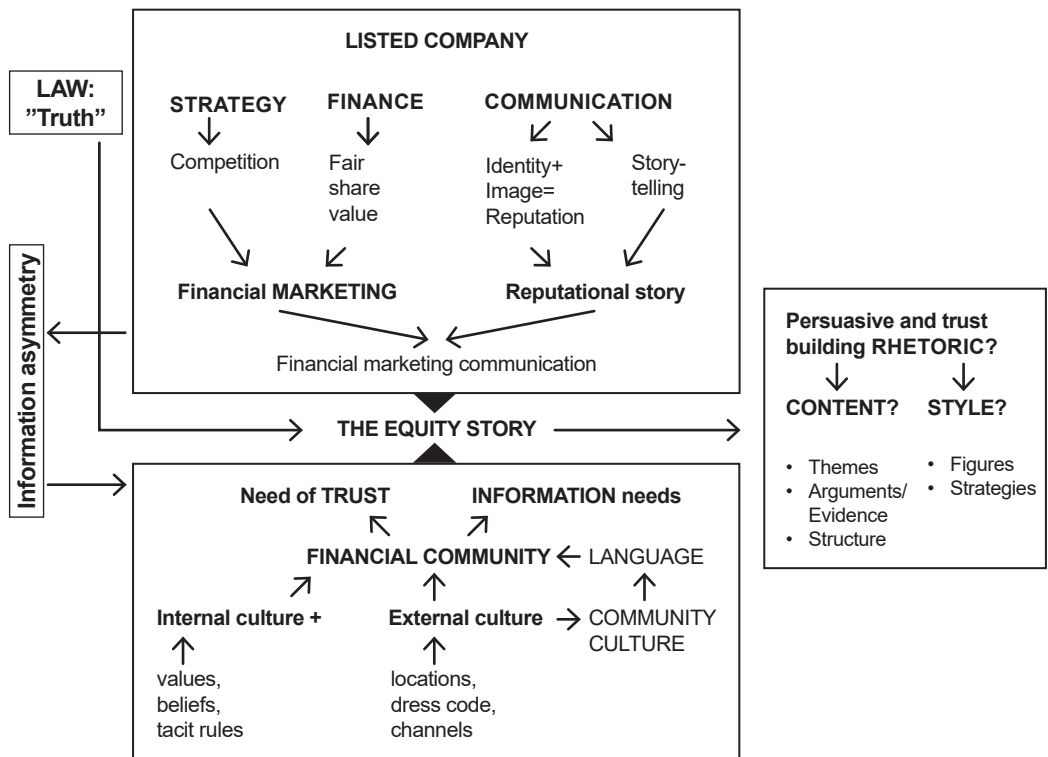 LISTED COMPANY
LAW:
”Truth”
STRATEGY
FINANCE
COMMUNICATION
Competition
Fair
share
value
Identity+
Image=
Reputation
Story-
telling
Financial MARKETING
Reputational story
Financial marketing communication
Information asymmetry
THE EQUITY STORY
Persuasive and trust
building RHETORIC?
CONTENT?
STYLE?
• Themes
• Arguments/
Evidence
• Structure
• Figures
• Strategies
Need of TRUST
INFORMATION needs
FINANCIAL COMMUNITY
LANGUAGE
Internal culture +
External culture
COMMUNITY
CULTURE
values,
beliefs,
tacit rules
locations,
dress code,
channels